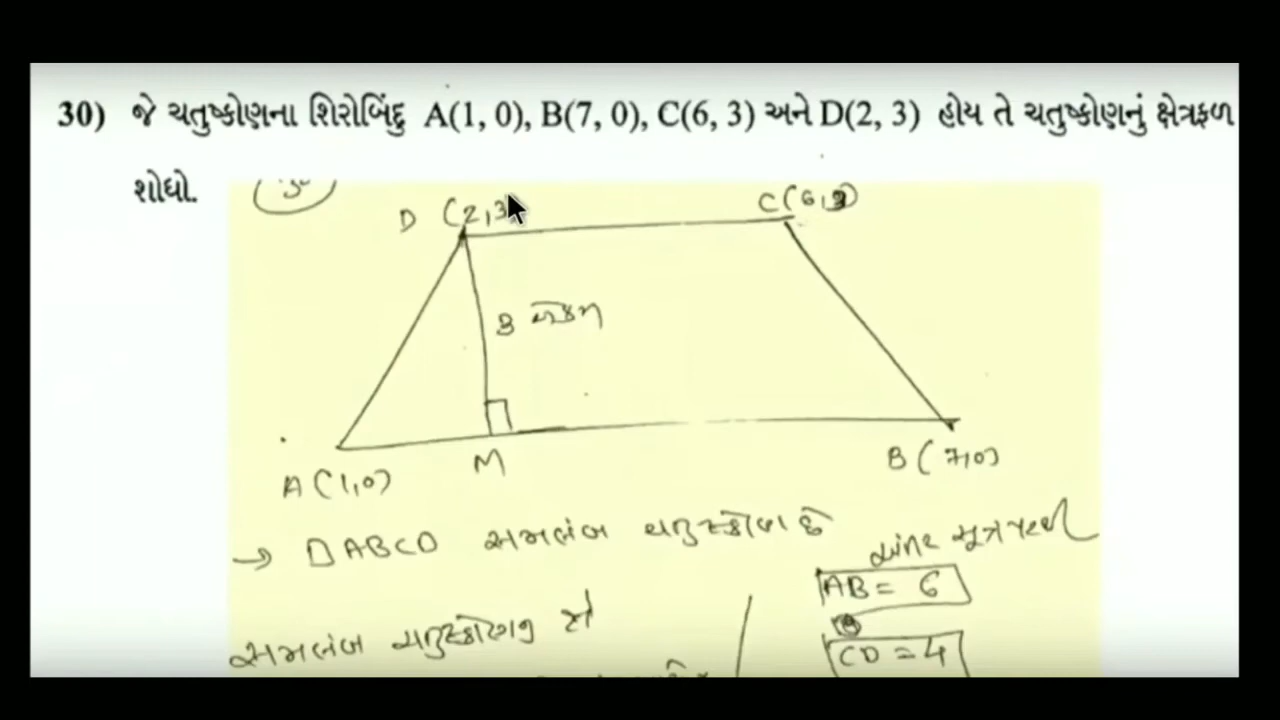 30) જે ચતુષ્કોણના શિરોબિંદુ A(1, 0), B(7, 0), C(6, 3) અને D(2, 3) હોય તે ચતુષ્કોણનું ક્ષેત્રફળ
શોધો.
D (2,3) C(6,3)
3 એકમ
A (1,0) M B (7,0)
→ □ABCD સમલંબ ચતુષ્કોણ છે
અંતર સૂત્ર પરથી
AB = 6
સમલંબ ચતુષ્કોણનું ક્ષે
CD = 4